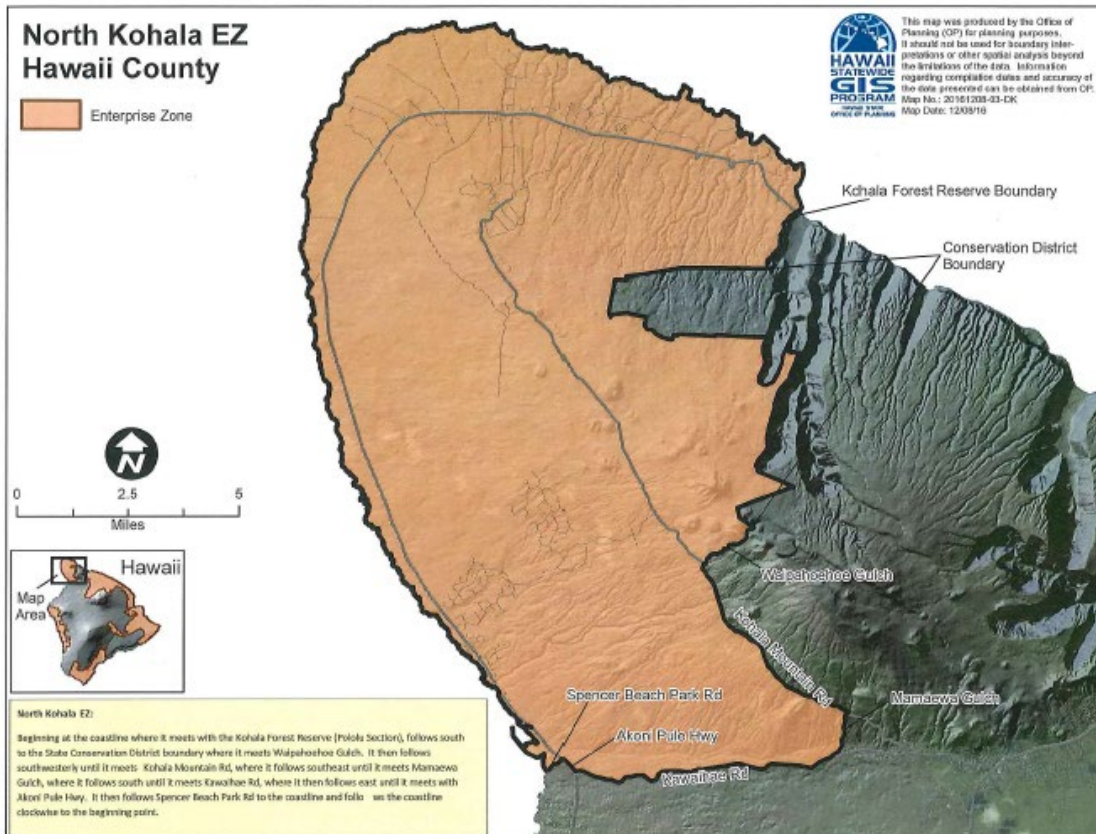 North Kohala EZ
Hawaii County
Enterprise Zone
HAWAII
STATEWIDE
GIS
PROGRAM
HAWAII STATE
OFFICE OF PLANNING
This map was produced by the Office of
Planning (OP) for planning purposes.
It should not be used for boundary inter-
pretations or other spatial analysis beyond
the limitations of the data. Information
regarding compilation dates and accuracy of
the data presented can be obtained from OP.
Map No.: 20161208-03-DK
Map Date: 12/08/16
Kohala Forest Reserve Boundary
Conservation District
Boundary
N
0 2.5 5
Miles
Hawaii
Map
Area
Waipahoehoe Gulch
Kohala Mountain Rd
Mamaewa Gulch
Spencer Beach Park Rd
Akoni Pule Hwy
Kawaihae Rd
North Kohala EZ:
Beginning at the coastline where it meets with the Kohala Forest Reserve (Pololu Section), follows south
to the State Conservation District boundary where it meets Waipahoehoe Gulch. It then follows
southwesterly until it meets Kohala Mountain Rd, where it follows southeast until it meets Mamaewa
Gulch, where it follows south until it meets Kawaihae Rd, where it then follows east until it meets with
Akoni Pule Hwy. It then follows Spencer Beach Park Rd to the coastline and follo ws the coastline
clockwise to the beginning point.